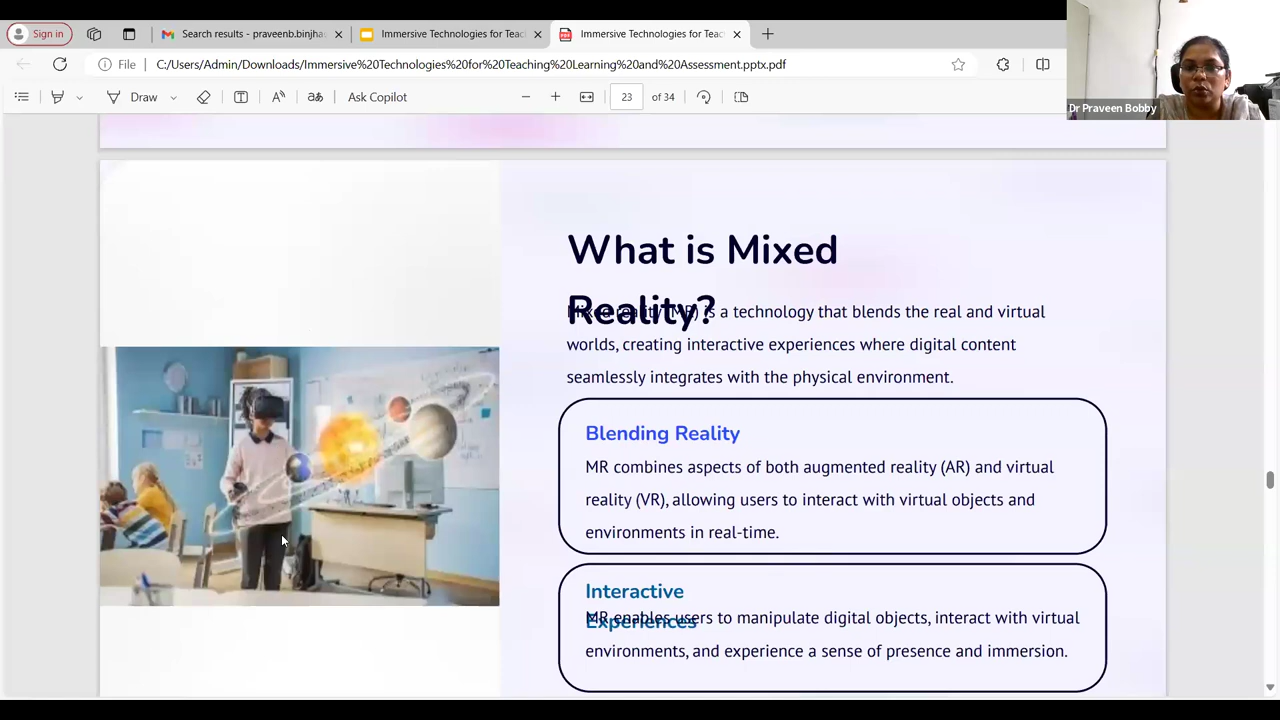 Sign in
Search results - praveenb.binjha
Immersive Technologies for Teac
Immersive Technologies for Teac
File
C:/Users/Admin/Downloads/Immersive%20Technologies%20for%20Teaching%20Learning%20and%20Assessment.pptx.pdf
Draw
Ask Copilot
23
of 34
Dr Praveen Bobby
What is Mixed
Reality?
Mixed reality (MR) is a technology that blends the real and virtual
worlds, creating interactive experiences where digital content
seamlessly integrates with the physical environment.
Blending Reality
MR combines aspects of both augmented reality (AR) and virtual
reality (VR), allowing users to interact with virtual objects and
environments in real-time.
Interactive
Experiences
MR enables users to manipulate digital objects, interact with virtual
environments, and experience a sense of presence and immersion.